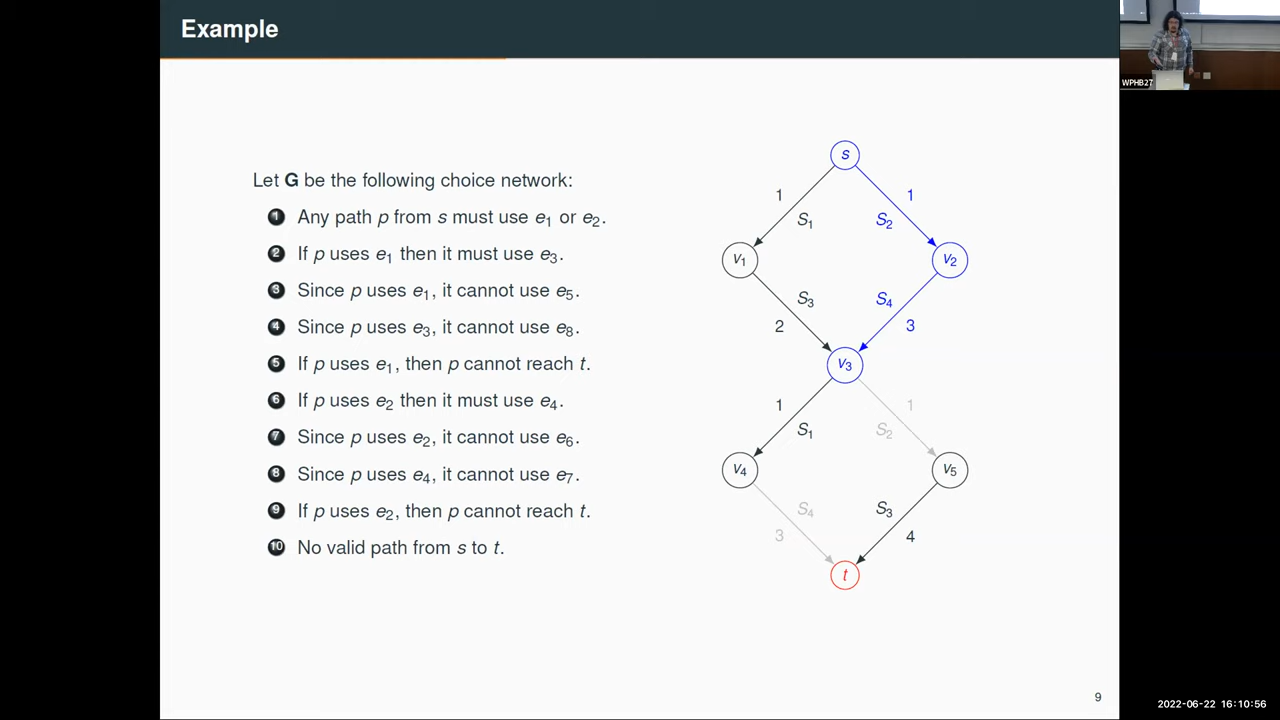 Example
WPHB27
Let G be the following choice network:
1 Any path p from s must use e₁ or e₂.
2 If p uses e₁ then it must use e₃.
3 Since p uses e₁, it cannot use e₅.
4 Since p uses e₃, it cannot use e₈.
5 If p uses e₁, then p cannot reach t.
6 If p uses e₂ then it must use e₄.
7 Since p uses e₂, it cannot use e₆.
8 Since p uses e₄, it cannot use e₇.
9 If p uses e₂, then p cannot reach t.
10 No valid path from s to t.
s
1 1
S₁ S₂
v₁ v₂
S₃ S₄
2 3
v₃
1 1
S₁ S₂
v₄ v₅
S₄ S₃
3 4
t
9
2022-06-22 16:10:56